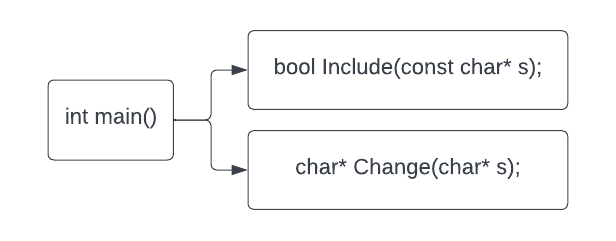 int main()
bool Include(const char* s);
char* Change(char* s);